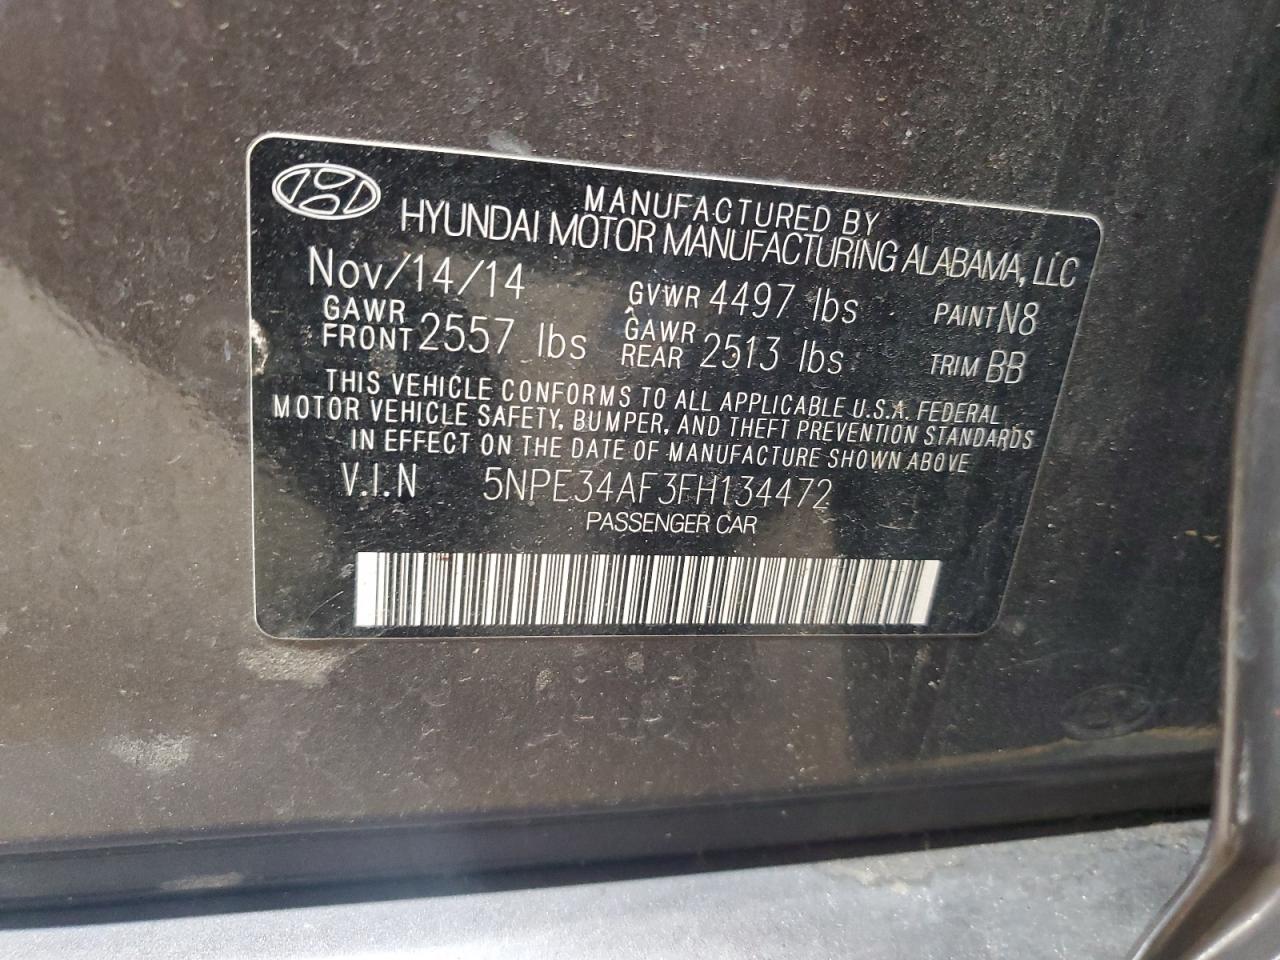 MANUFACTURED BY
HYUNDAI MOTOR MANUFACTURING ALABAMA, LLC
Nov/14/14 GVWR 4497 lbs PAINT N8
GAWR FRONT 2557 lbs GAWR REAR 2513 lbs TRIM BB
THIS VEHICLE CONFORMS TO ALL APPLICABLE U.S.A. FEDERAL
MOTOR VEHICLE SAFETY, BUMPER, AND THEFT PREVENTION STANDARDS
IN EFFECT ON THE DATE OF MANUFACTURE SHOWN ABOVE
V.I.N 5NPE34AF3FH134472
PASSENGER CAR